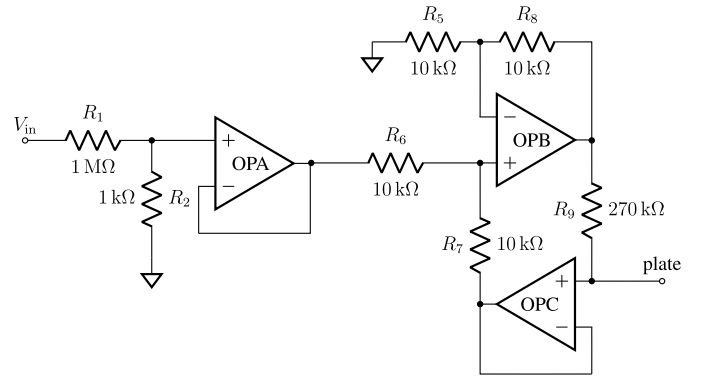 R5
R8
10 kΩ
10 kΩ
Vin
R1
1 MΩ
+
−
OPA
1 kΩ
R2
R6
10 kΩ
−
+
OPB
R7
10 kΩ
R9
270 kΩ
plate
+
−
OPC